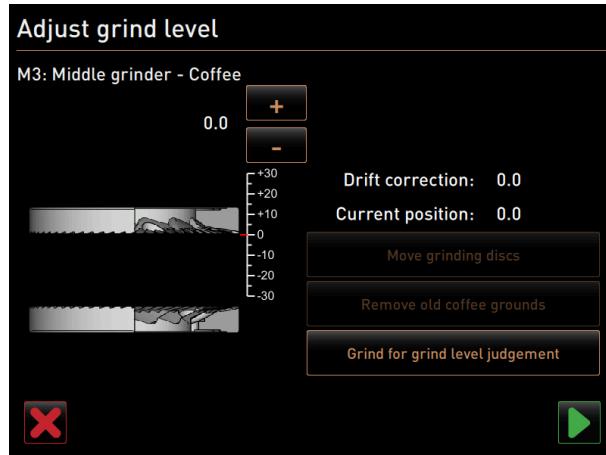 Adjust grind level
M3: Middle grinder - Coffee
+
0.0
-
+30
+20
+10
0
-10
-20
-30
Drift correction: 0.0
Current position: 0.0
Move grinding discs
Remove old coffee grounds
Grind for grind level judgement